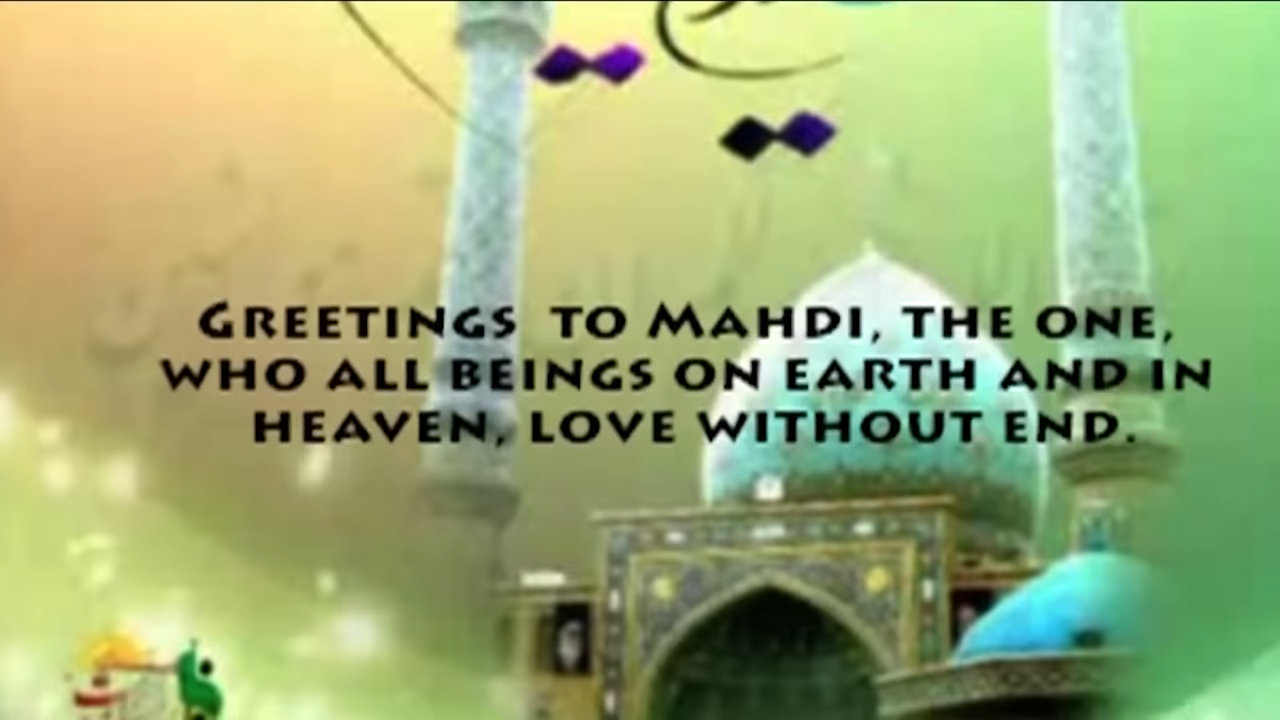 Greetings to Mahdi, the one,
who all beings on earth and in
heaven, love without end.